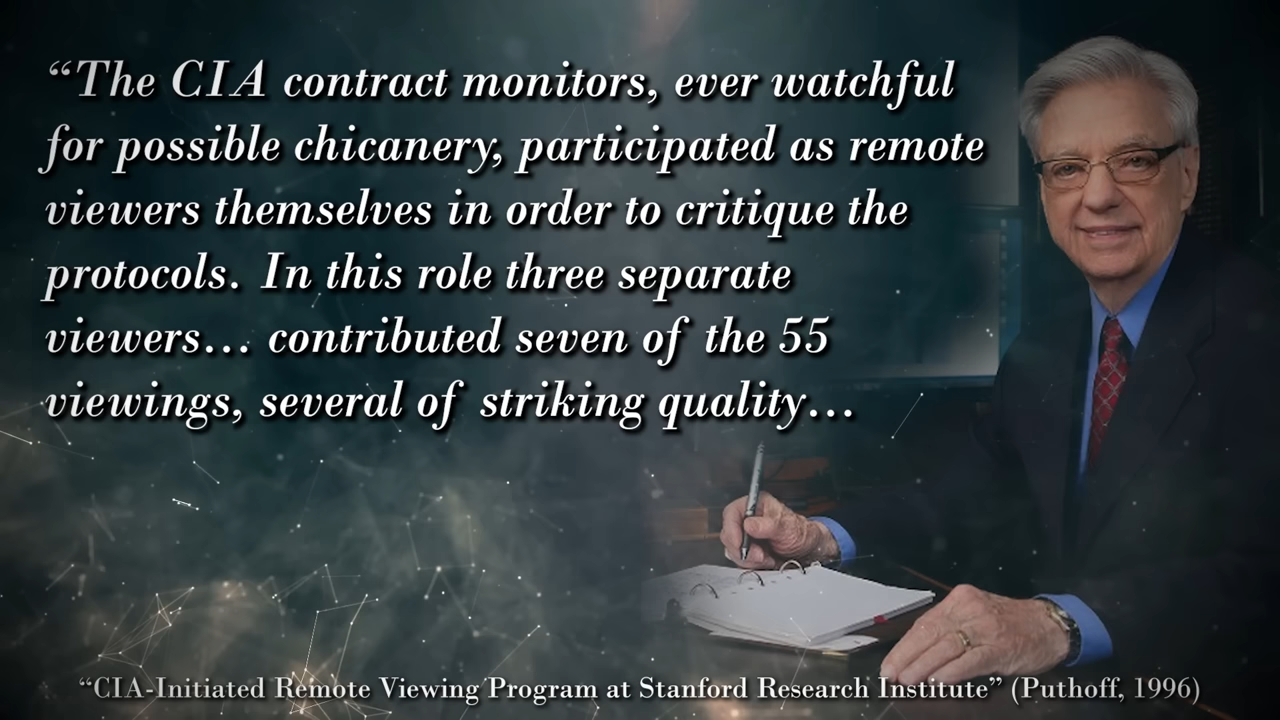 “The CIA contract monitors, ever watchful
for possible chicanery, participated as remote
viewers themselves in order to critique the
protocols. In this role three separate
viewers... contributed seven of the 55
viewings, several of striking quality...
“CIA-Initiated Remote Viewing Program at Stanford Research Institute” (Puthoff, 1996)